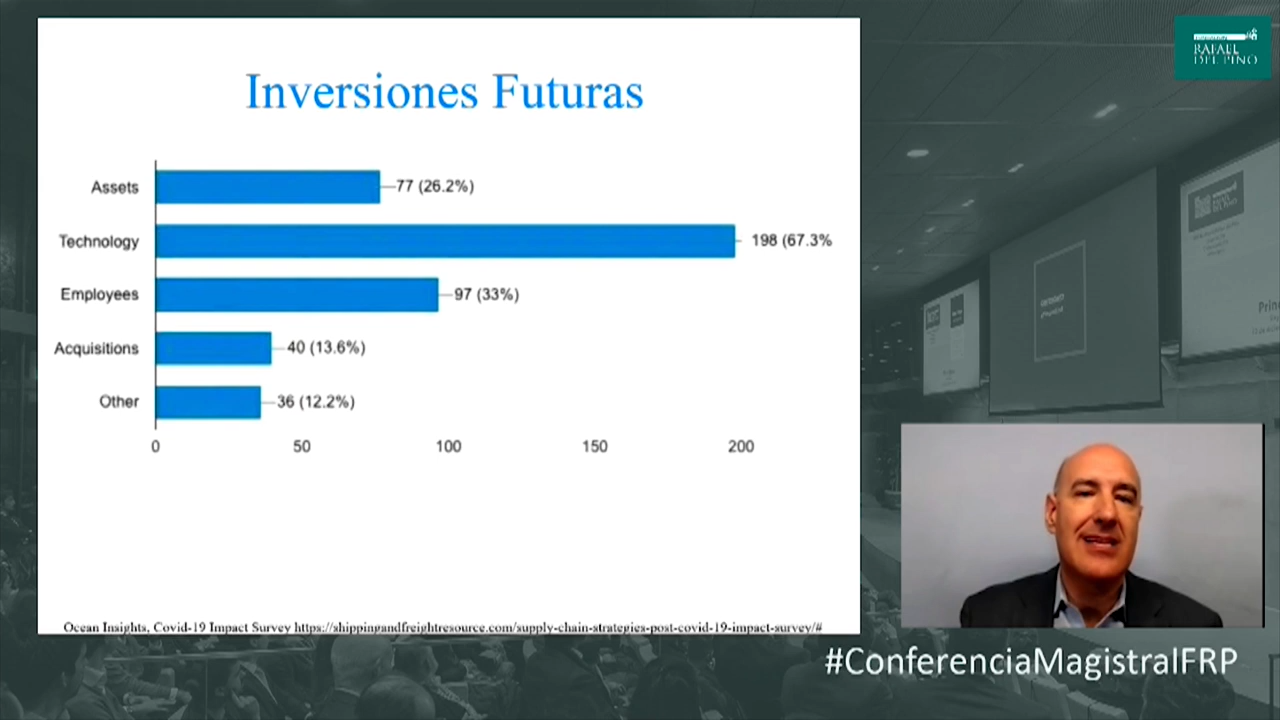 Inversiones Futuras
Assets
77 (26.2%)
Technology
198 (67.3%
Employees
97 (33%)
Acquisitions
40 (13.6%)
Other
36 (12.2%)
0 50 100 150 200
Ocean Insights, Covid-19 Impact Survey https://shippingandfreightresource.com/supply-chain-strategies-post-covid-19-impact-survey/#
RAFAEL
DEL PINO
#ConferenciaMagistralFRP